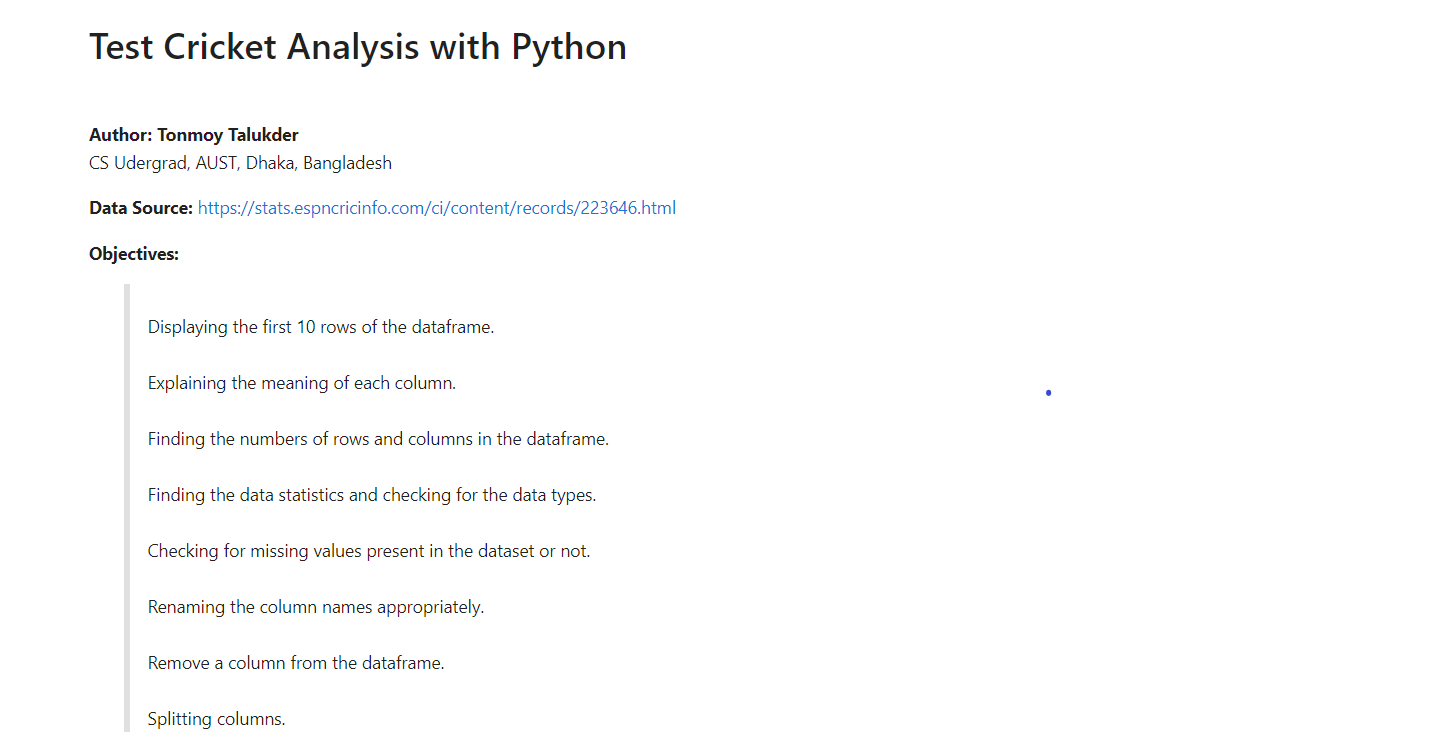 Test Cricket Analysis with Python
Author: Tonmoy Talukder
CS Udergrad, AUST, Dhaka, Bangladesh
Data Source: https://stats.espncricinfo.com/ci/content/records/223646.html
Objectives:
Displaying the first 10 rows of the dataframe.
Explaining the meaning of each column.
Finding the numbers of rows and columns in the dataframe.
Finding the data statistics and checking for the data types.
Checking for missing values present in the dataset or not.
Renaming the column names appropriately.
Remove a column from the dataframe.
Splitting columns.